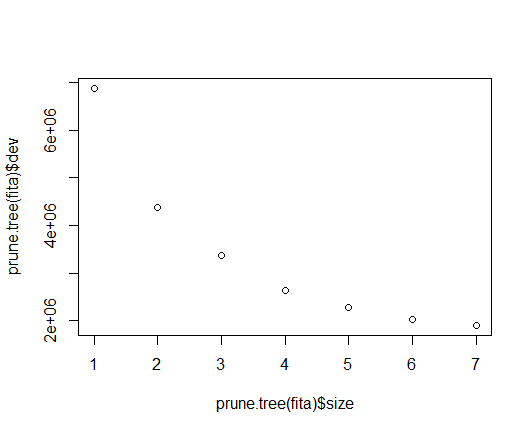 prune.tree(fita)$dev
6e+06
4e+06
2e+06
1 2 3 4 5 6 7
prune.tree(fita)$size